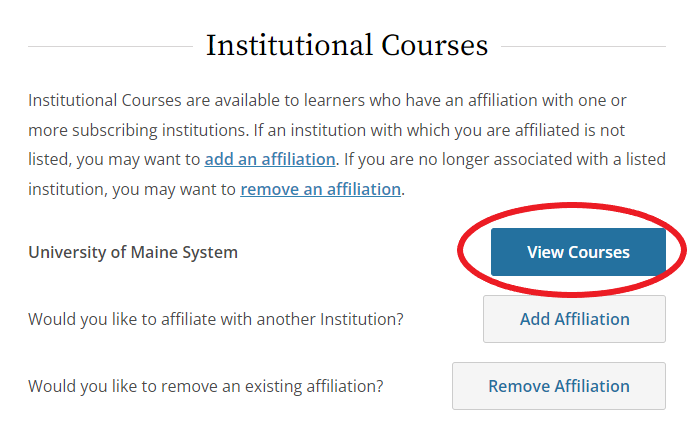 Institutional Courses
Institutional Courses are available to learners who have an affiliation with one or
more subscribing institutions. If an institution with which you are affiliated is not
listed, you may want to add an affiliation. If you are no longer associated with a listed
institution, you may want to remove an affiliation.
University of Maine System
View Courses
Would you like to affiliate with another Institution?
Add Affiliation
Would you like to remove an existing affiliation?
Remove Affiliation